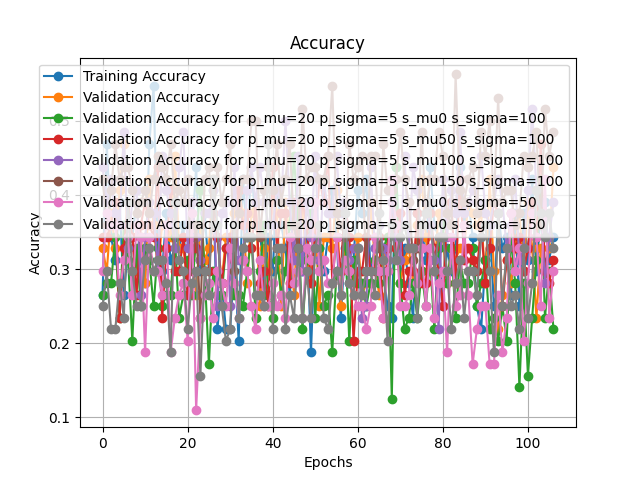 Accuracy
Training Accuracy
Validation Accuracy
Validation Accuracy for p_mu=20 p_sigma=5 s_mu0 s_sigma=100
Validation Accuracy for p_mu=20 p_sigma=5 s_mu50 s_sigma=100
Validation Accuracy for p_mu=20 p_sigma=5 s_mu100 s_sigma=100
Validation Accuracy for p_mu=20 p_sigma=5 s_mu150 s_sigma=100
Validation Accuracy for p_mu=20 p_sigma=5 s_mu0 s_sigma=50
Validation Accuracy for p_mu=20 p_sigma=5 s_mu0 s_sigma=150
0.5
0.4
0.3
0.2
0.1
Accuracy
0 20 40 60 80 100
Epochs